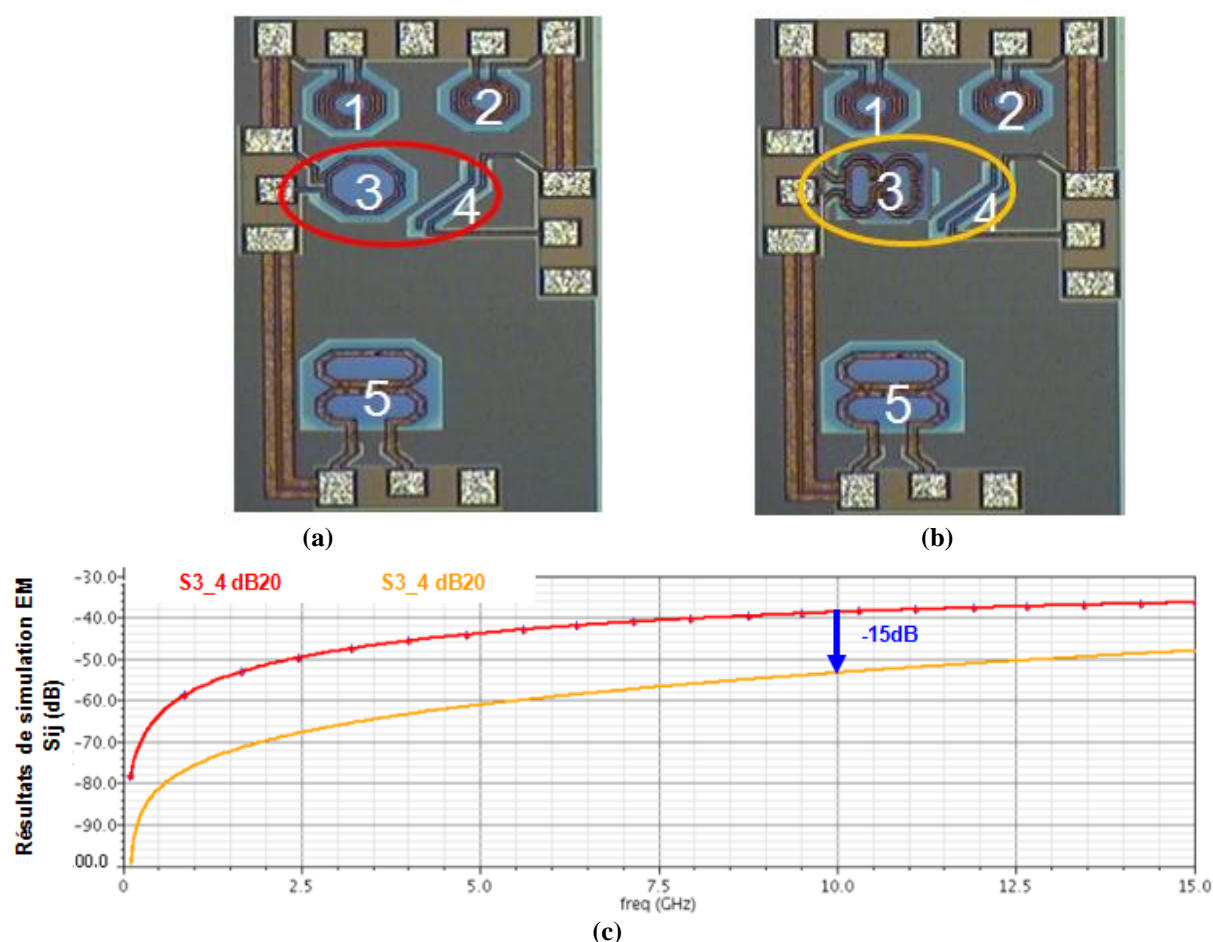 1 2
3
4
5
(a)
1 2
3
4
5
(b)
S3_4 dB20 S3_4 dB20
Résultats de simulation EM
Sij (dB)
-30.0
-40.0
-50.0
-60.0
-70.0
-80.0
-90.0
00.0
-15dB
0 2.5 5.0 7.5 10.0 12.5 15.0
freq (GHz)
(c)